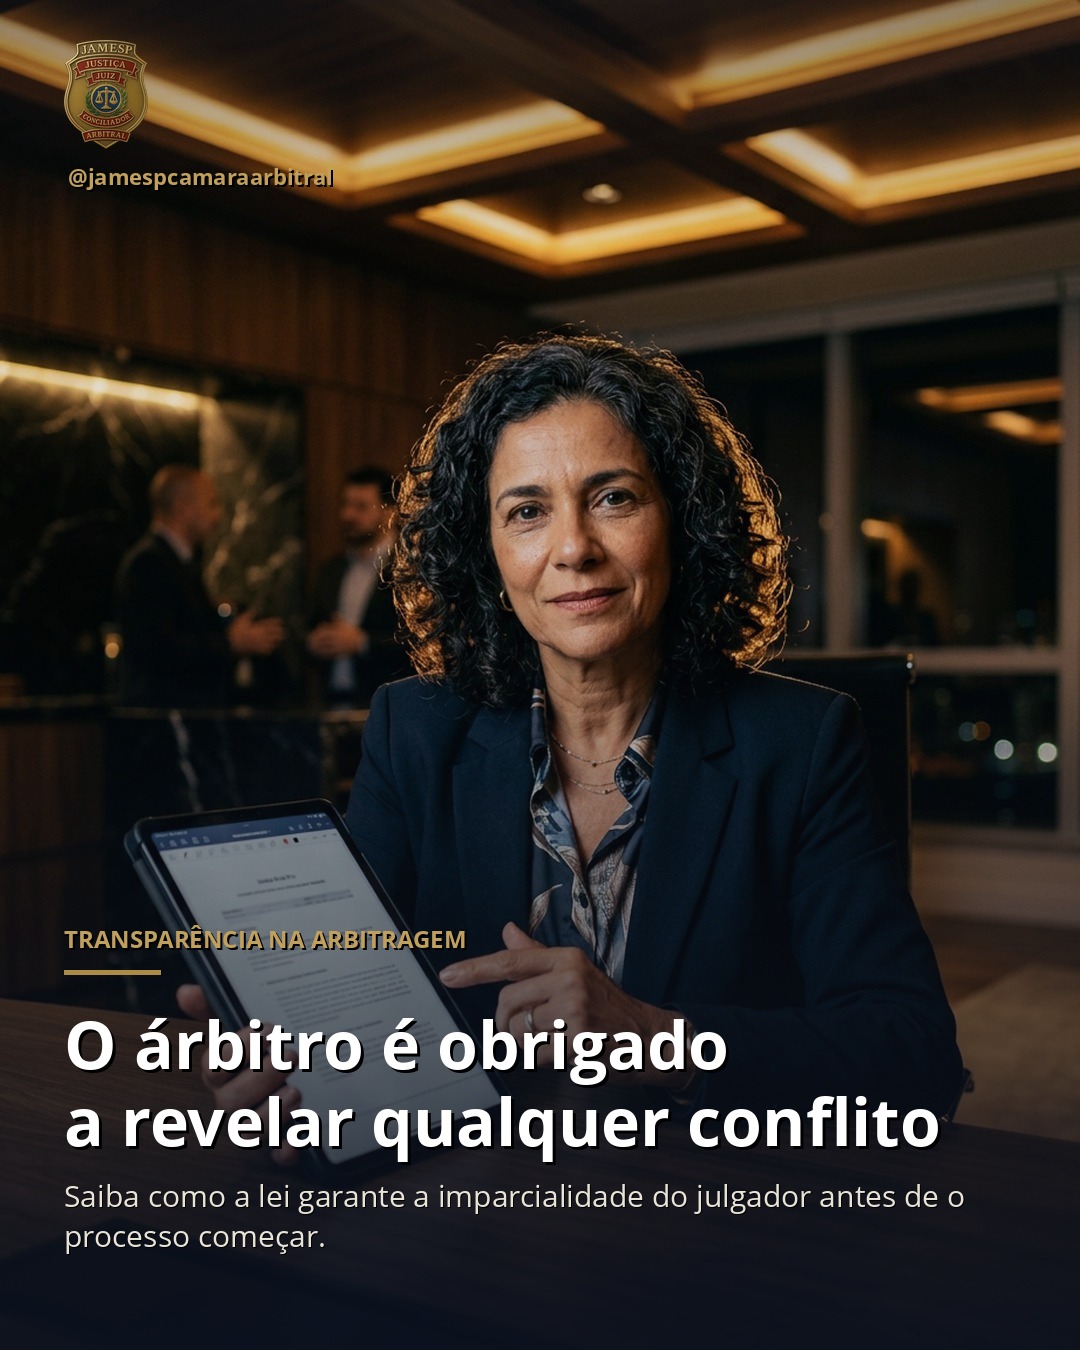 JAMESP
JUSTIÇA
JUIZ
CONCILIADOR
ARBITRAL
@jamespcamaraarbitral
TRANSPARÊNCIA NA ARBITRAGEM
O árbitro é obrigado
a revelar qualquer conflito
Saiba como a lei garante a imparcialidade do julgador antes de o
processo começar.